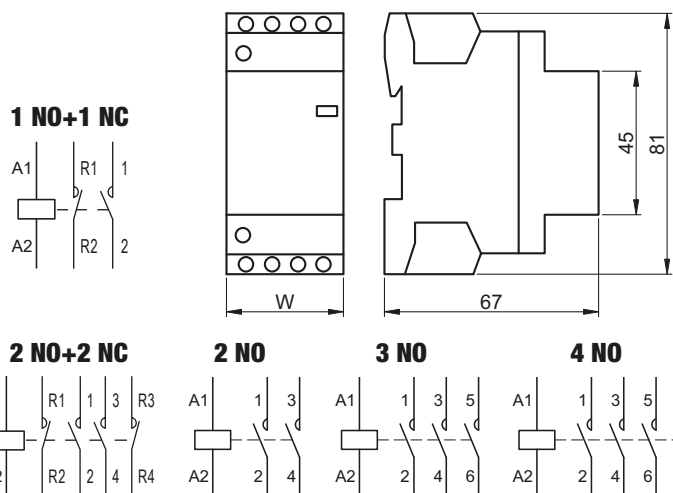 1 NO+1 NC
A1 R1 1
A2 R2 2
45
81
W
67
2 NO+2 NC
R1 1 3 R3
2 R2 2 4 R4
2 NO
A1 1 3
A2 2 4
3 NO
A1 1 3 5
A2 2 4 6
4 NO
A1 1 3 5
A2 2 4 6